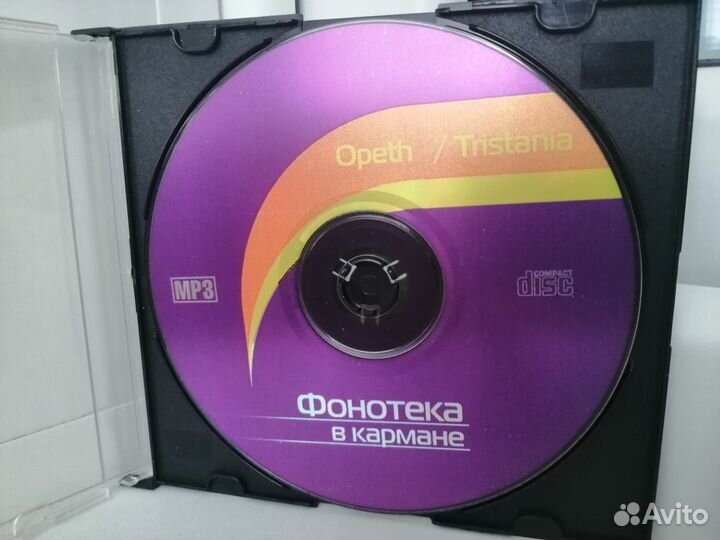 Opeth / Tristania
MP3
COMPACT
disc
Фонотека
в кармане
Avito